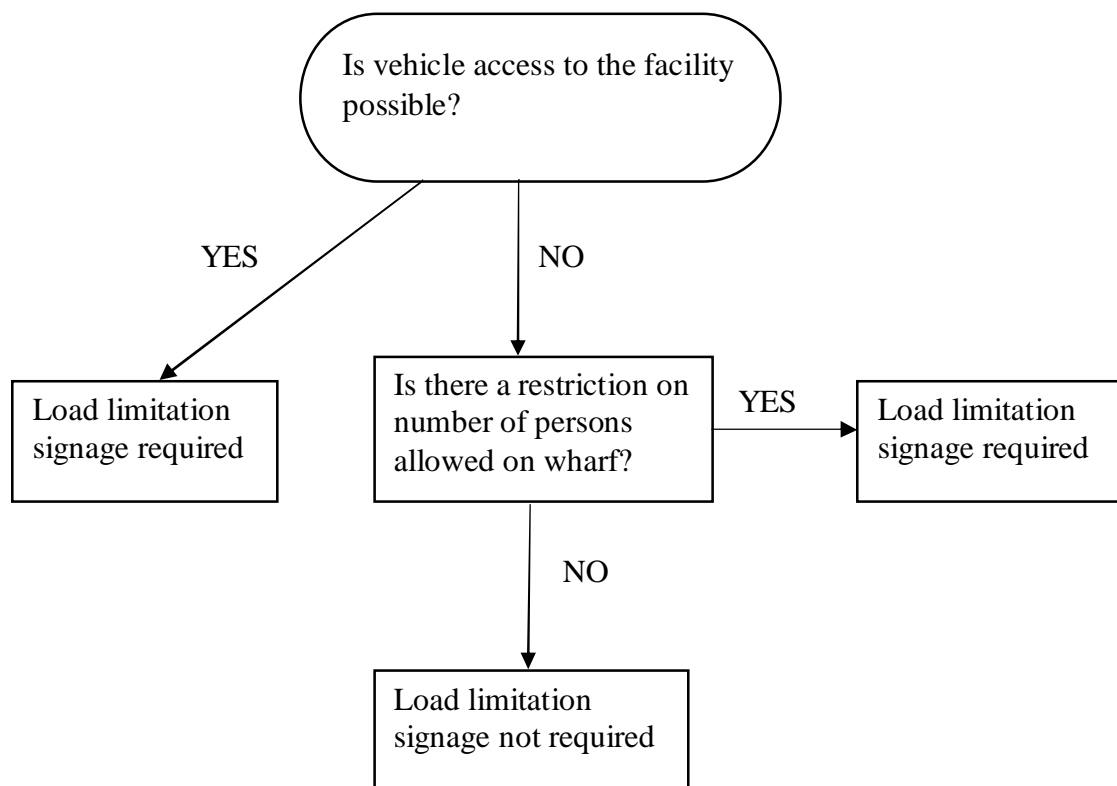 Is vehicle access to the facility
possible?
YES
NO
Load limitation
signage required
Is there a restriction on
number of persons
allowed on wharf?
YES
Load limitation
signage required
NO
Load limitation
signage not required